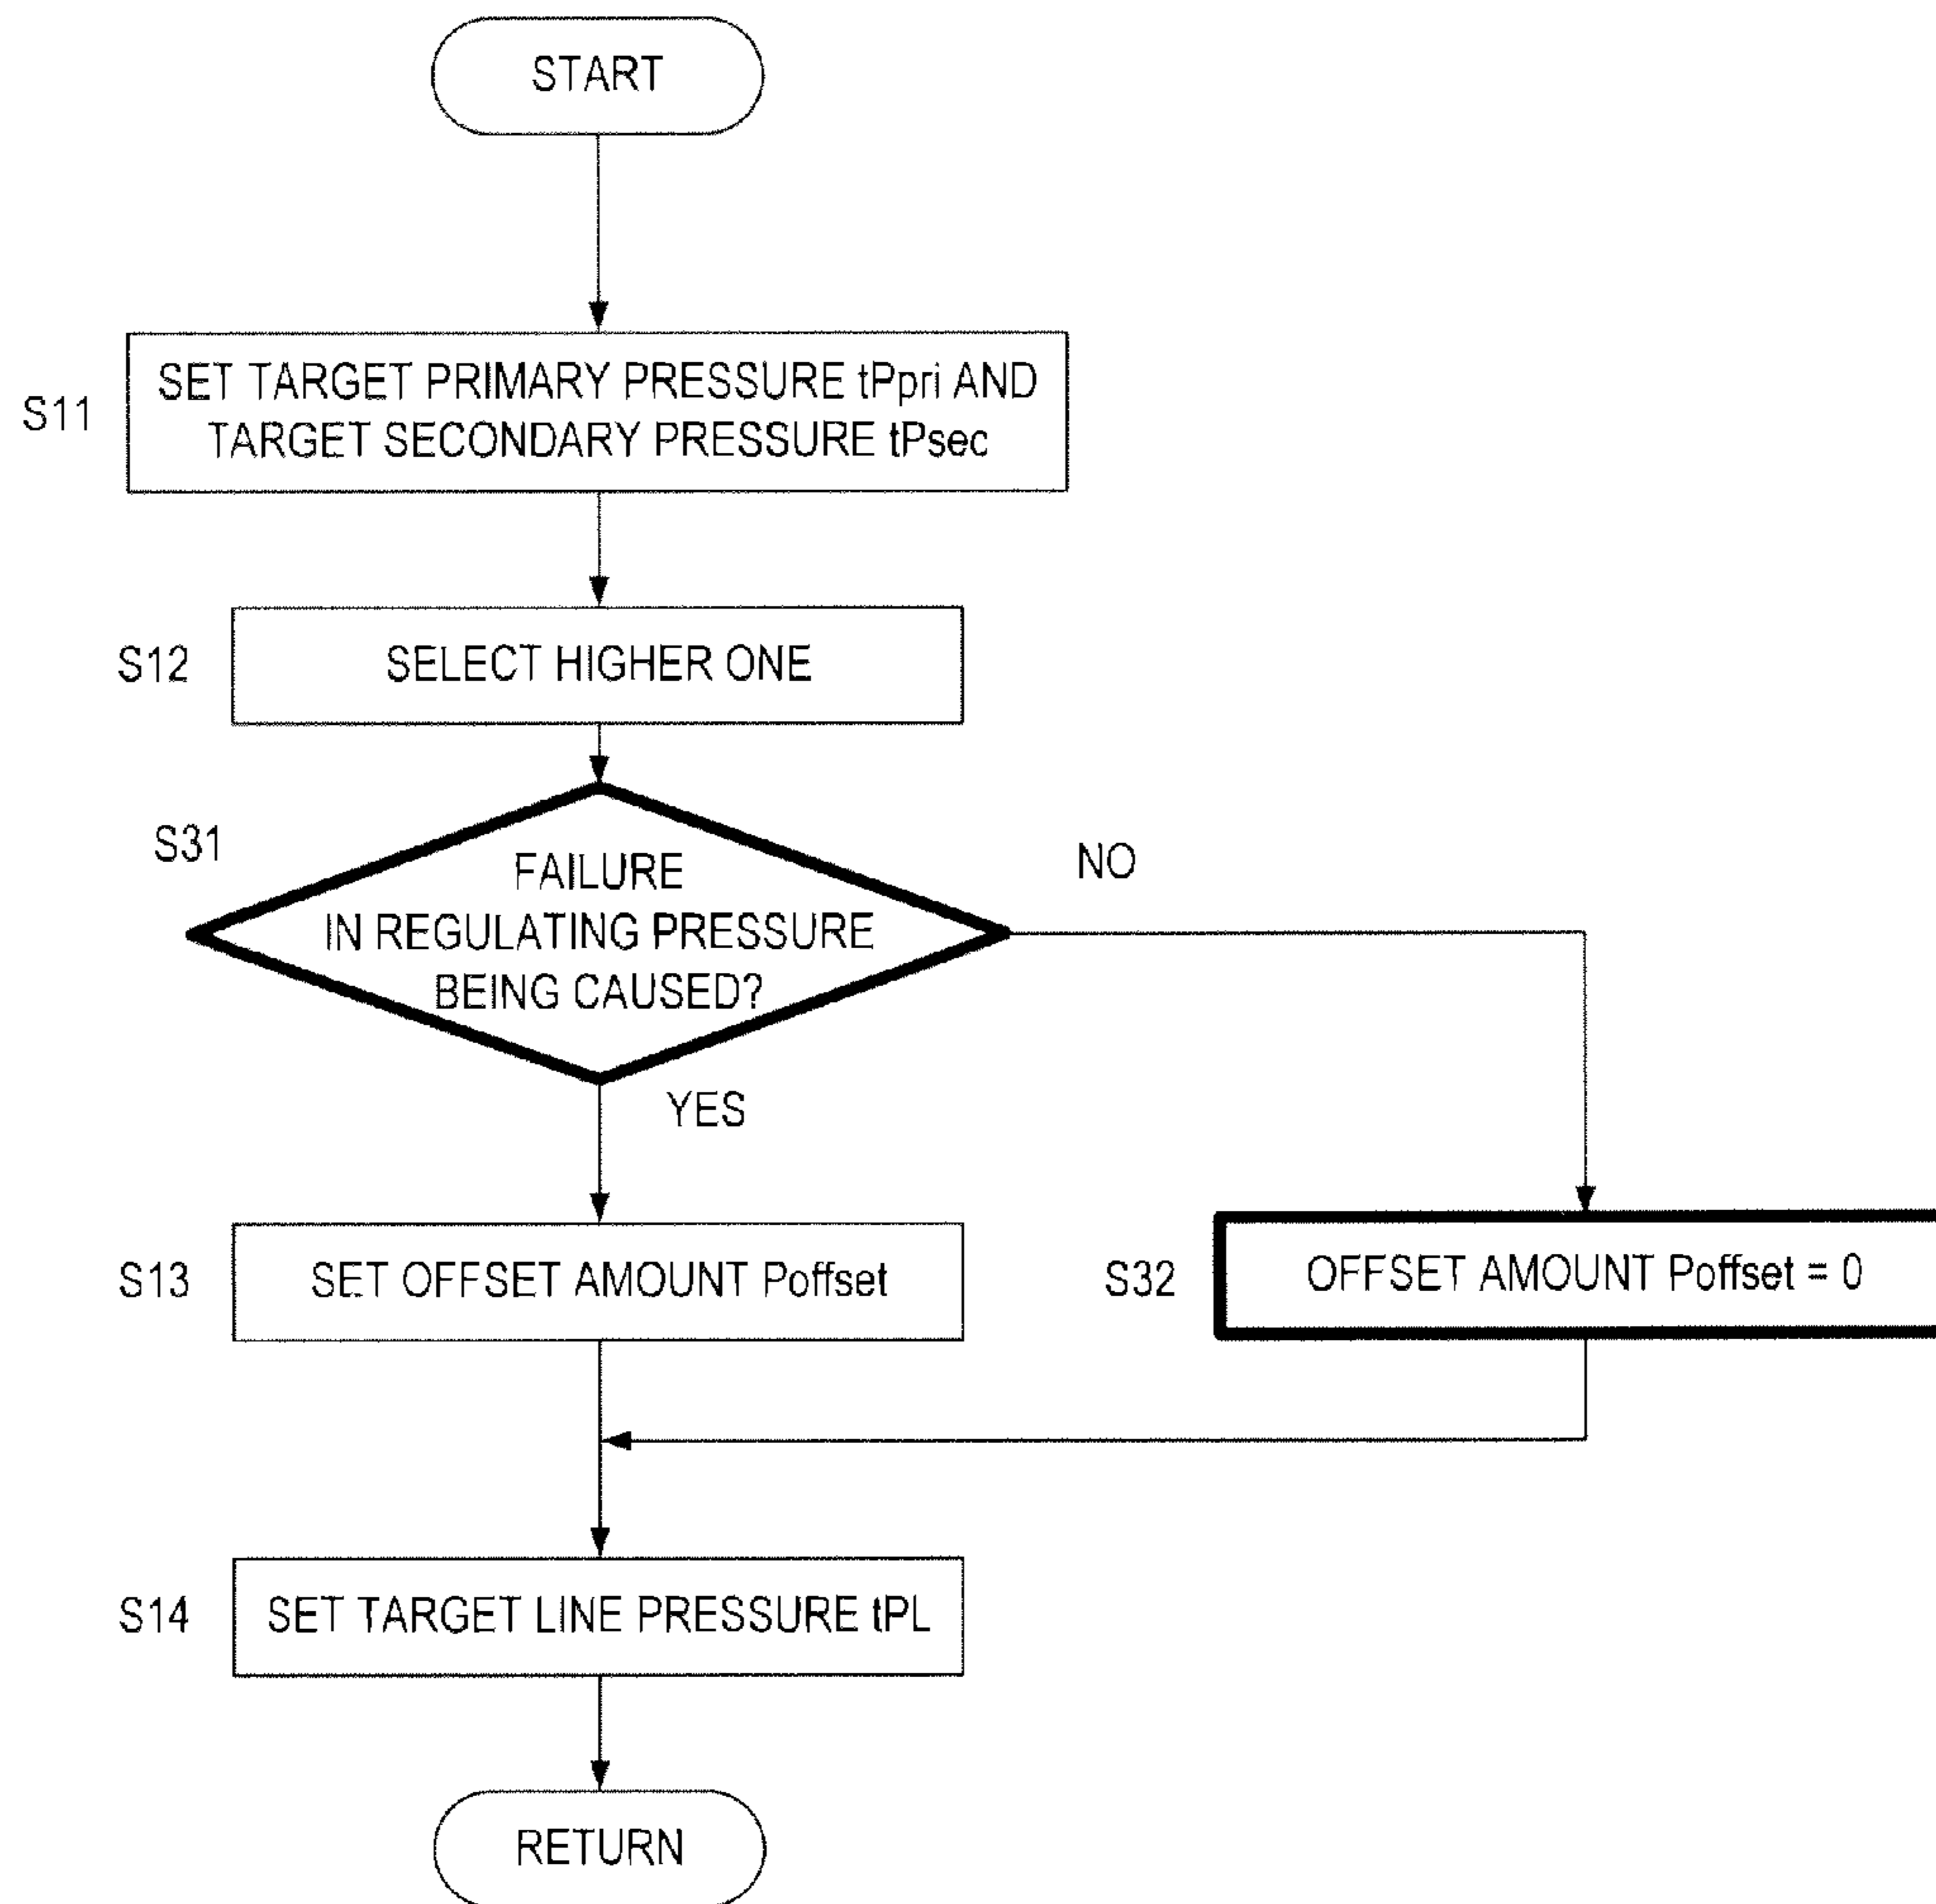 START
S11
SET TARGET PRIMARY PRESSURE tPpri AND
TARGET SECONDARY PRESSURE tPsec
S12
SELECT HIGHER ONE
S31
FAILURE
IN REGULATING PRESSURE
BEING CAUSED?
NO
YES
S13
SET OFFSET AMOUNT Poffset
S32
OFFSET AMOUNT Poffset = 0
S14
SET TARGET LINE PRESSURE tPL
RETURN